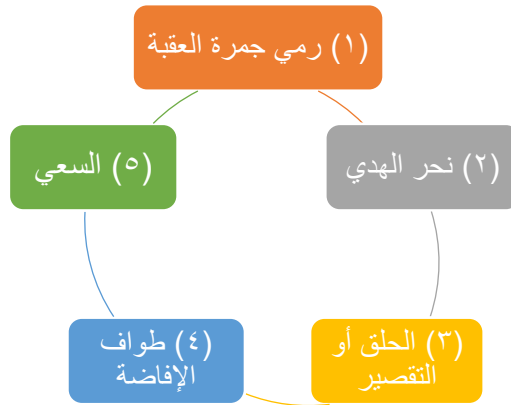 (١) رمي جمرة العقبة
(٢) نحر الهدي
(٣) الحلق أو
التقصير
(٤) طواف
الإفاضة
(٥) السعي